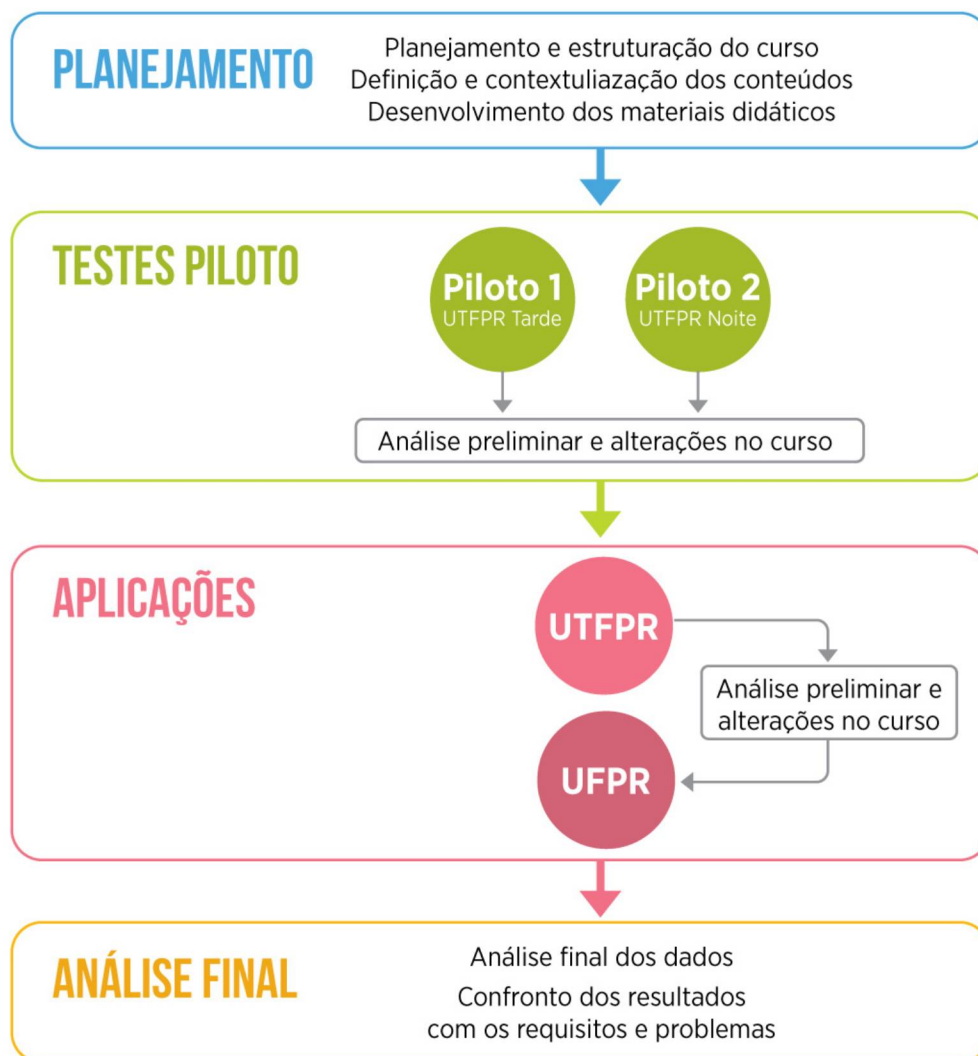 PLANEJAMENTO
Planejamento e estruturação do curso
Definição e contextuliazação dos conteúdos
Desenvolvimento dos materiais didáticos
TESTES PILOTO
Piloto 1
UTFPR Tarde
Piloto 2
UTFPR Noite
Análise preliminar e alterações no curso
APLICAÇÕES
UTFPR
Análise preliminar e
alterações no curso
UFPR
ANÁLISE FINAL
Análise final dos dados
Confronto dos resultados
com os requisitos e problemas